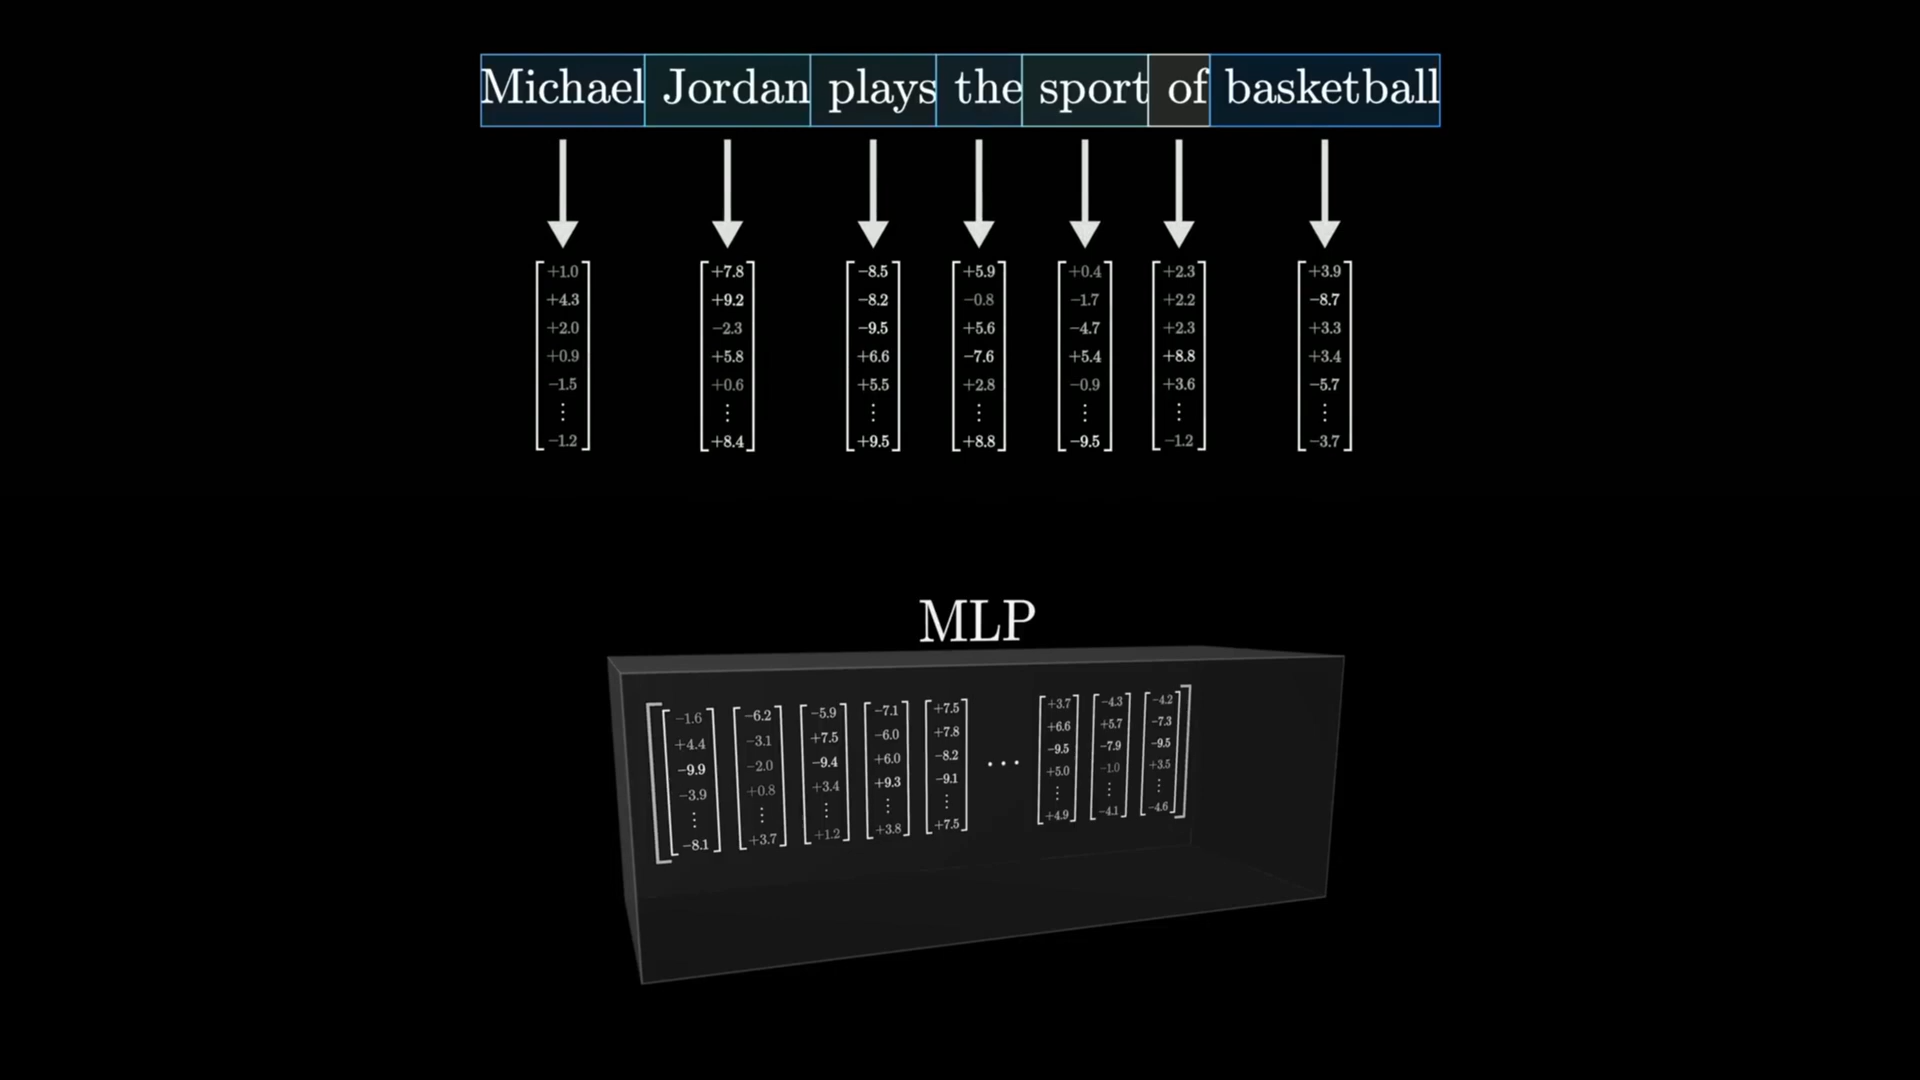 Michael Jordan plays the sport of basketball
+1.0 +7.8 −8.5 +5.9 +0.4 +2.3 +3.9
+4.3 +9.2 −8.2 −0.8 −1.7 +2.2 −8.7
+2.0 −2.3 −9.5 +5.6 −4.7 +2.3 +3.3
+0.9 +5.8 +6.6 −7.6 +5.4 +8.8 +3.4
−1.5 +0.6 +5.5 +2.8 −0.9 +3.6 −5.7
⋮ ⋮ ⋮ ⋮ ⋮ ⋮ ⋮
−1.2 +8.4 +9.5 +8.8 −9.5 −1.2 −3.7
MLP
−1.6 −6.2 −5.9 −7.1 +7.5 +3.7 −4.3 −4.2
+4.4 −3.1 +7.5 −6.0 +7.8 +6.6 +5.7 −7.3
−9.9 −2.0 −9.4 +6.0 −8.2 ⋯ −9.5 −7.9 −9.5
−3.9 +0.8 +3.4 +9.3 −9.1 +5.0 −1.0 +3.5
⋮ ⋮ ⋮ ⋮ ⋮ ⋮ ⋮ ⋮
−8.1 +3.7 +1.2 +3.8 +7.5 +4.9 −4.1 −4.6